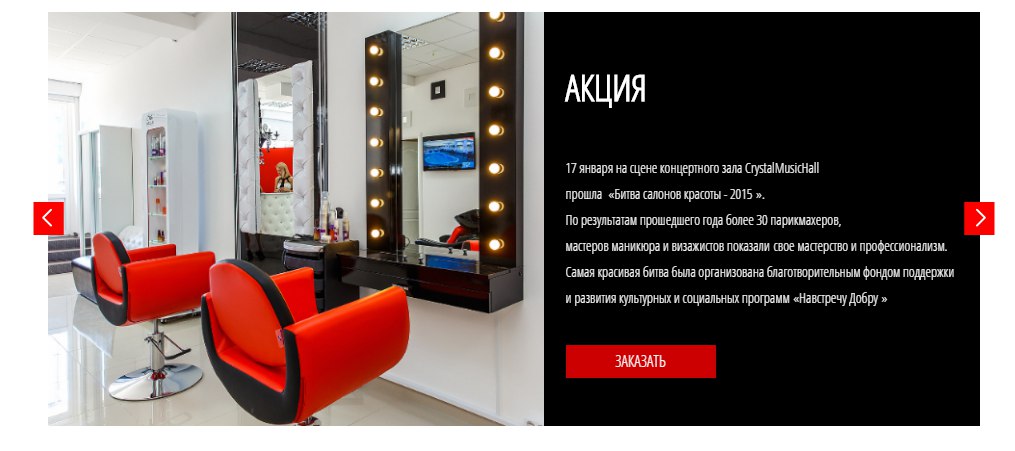 АКЦИЯ
17 января на сцене концертного зала CrystalMusicHall
прошла «Битва салонов красоты - 2015 ».
По результатам прошедшего года более 30 парикмахеров,
мастеров маникюра и визажистов показали свое мастерство и профессионализм.
Самая красивая битва была организована благотворительным фондом поддержки
и развития культурных и социальных программ «Навстречу Добру »
ЗАКАЗАТЬ